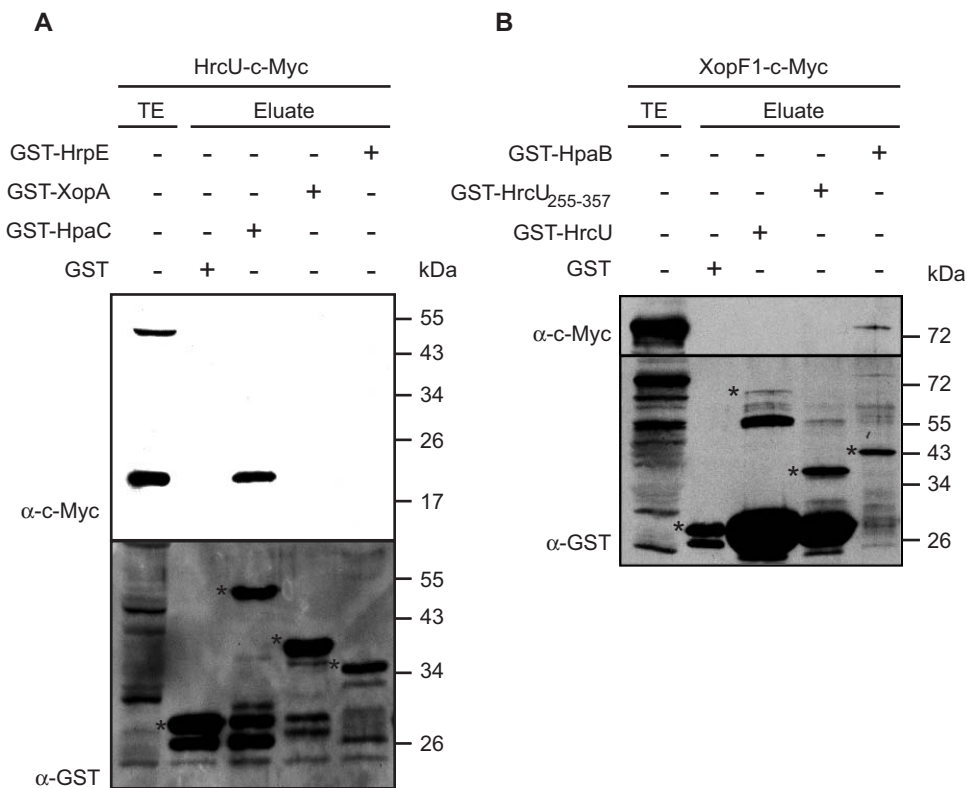 A
HrcU-c-Myc
TE Eluate
GST-HrpE - - - - +
GST-XopA - - - + -
GST-HpaC - - + - -
GST - + - - - kDa
55
43
34
26
17
α-c-Myc
*
*
*
*
55
43
34
26
α-GST
B
XopF1-c-Myc
TE Eluate
GST-HpaB - - - - +
GST-HrcU255-357 - - - + -
GST-HrcU - - + - -
GST - + - - - kDa
α-c-Myc 72
*
*
*
*
72
55
43
34
26
α-GST